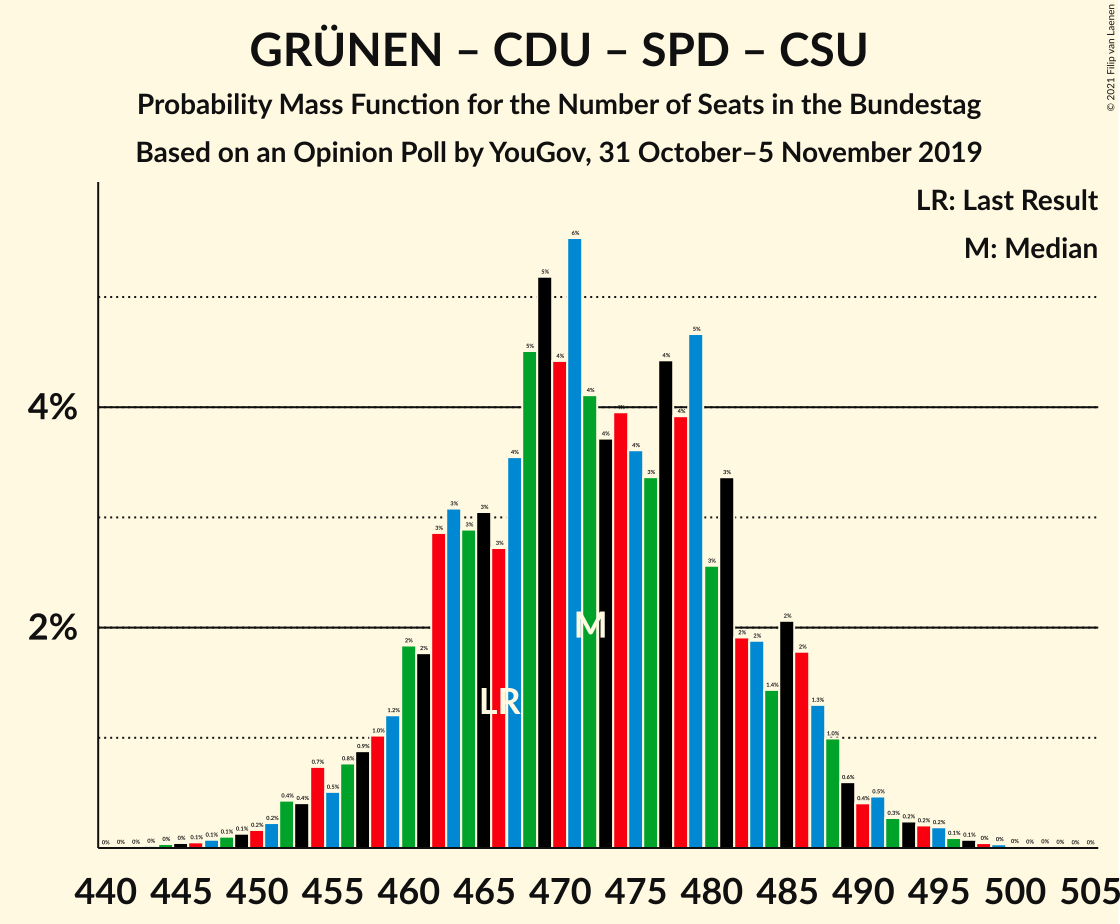 GRÜNEN – CDU – SPD – CSU
Probability Mass Function for the Number of Seats in the Bundestag
Based on an Opinion Poll by YouGov, 31 October–5 November 2019
© 2021 Filip van Laenen
LR: Last Result
M: Median
4%
2%
0% 0% 0% 0% 0% 0% 0.1% 0.1% 0.1% 0.1% 0.2% 0.2% 0.4% 0.4% 0.7% 0.5% 0.8% 0.9% 1.0% 1.2% 2% 2% 3% 3% 3% 3% 3% 4% 5% 5% 4% 6% 4% 4% 4% 4% 3% 4% 4% 5% 3% 3% 2% 2% 1.4% 2% 2% 1.3% 1.0% 0.6% 0.4% 0.5% 0.3% 0.2% 0.2% 0.2% 0.1% 0.1% 0% 0% 0% 0% 0% 0% 0% 0%
LR
M
440 445 450 455 460 465 470 475 480 485 490 495 500 505